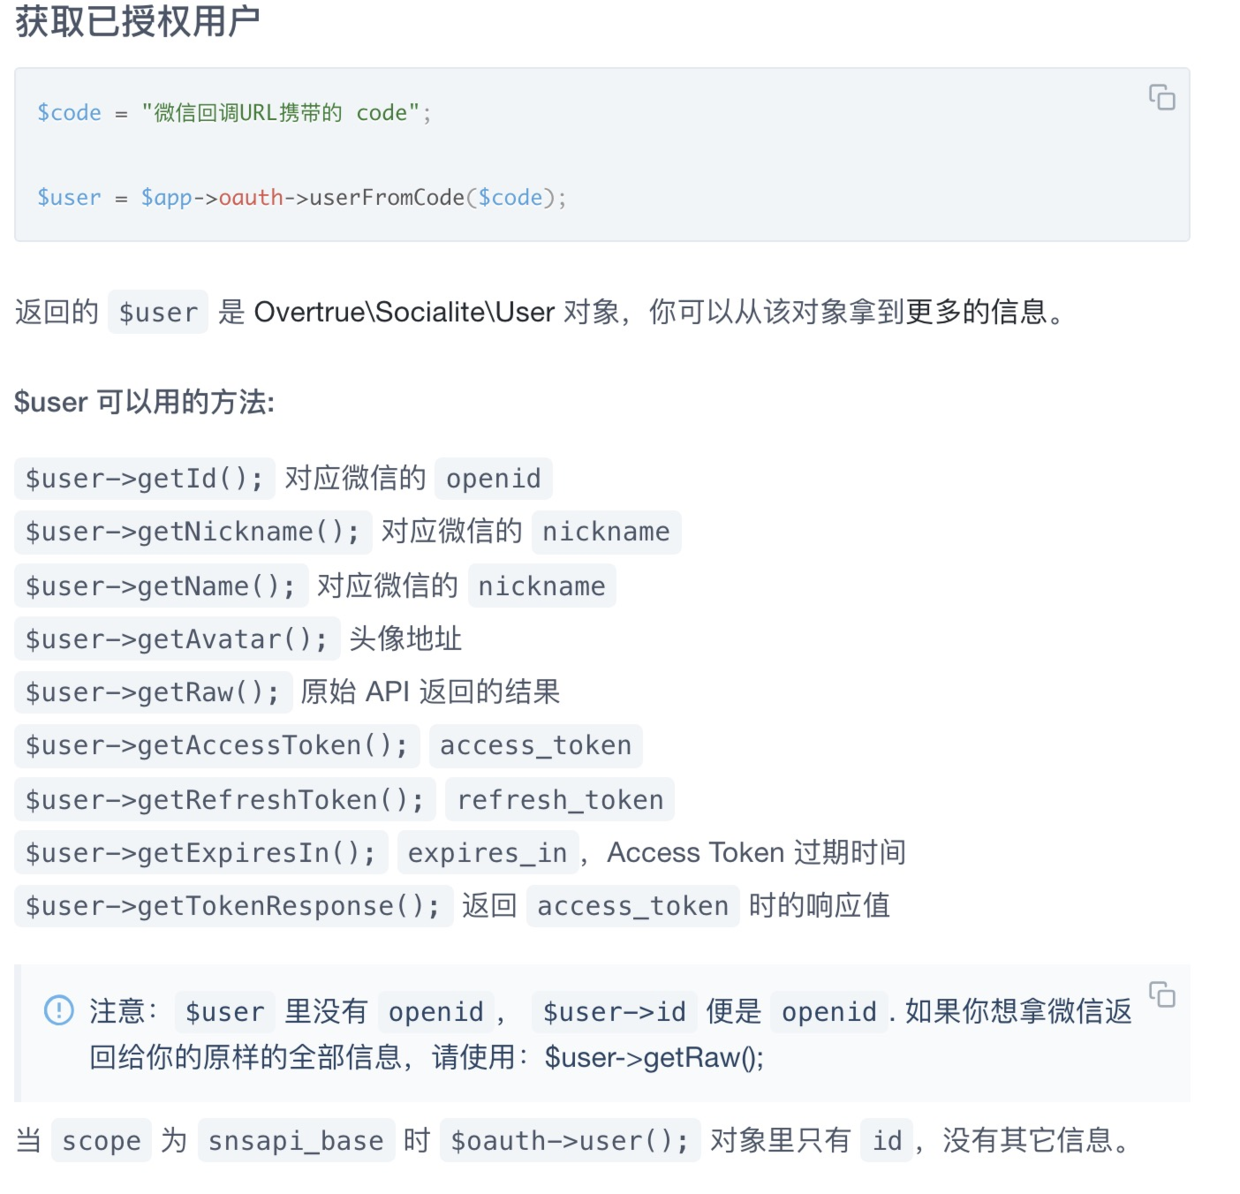 获取已授权用户
$code = "微信回调URL携带的 code";
$user = $app->oauth->userFromCode($code);
返回的 $user 是 Overtrue\Socialite\User 对象，你可以从该对象拿到更多的信息。
$user 可以用的方法:
$user->getId(); 对应微信的 openid
$user->getNickname(); 对应微信的 nickname
$user->getName(); 对应微信的 nickname
$user->getAvatar(); 头像地址
$user->getRaw(); 原始 API 返回的结果
$user->getAccessToken(); access_token
$user->getRefreshToken(); refresh_token
$user->getExpiresIn(); expires_in，Access Token 过期时间
$user->getTokenResponse(); 返回 access_token 时的响应值
注意：$user 里没有 openid，$user->id 便是 openid. 如果你想拿微信返
回给你的原样的全部信息，请使用：$user->getRaw();
当 scope 为 snsapi_base 时 $oauth->user(); 对象里只有 id，没有其它信息。